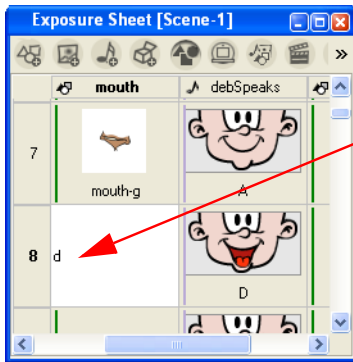 Exposure Sheet [Scene-1]
mouth debSpeaks
7
mouth-g A
8 d
D